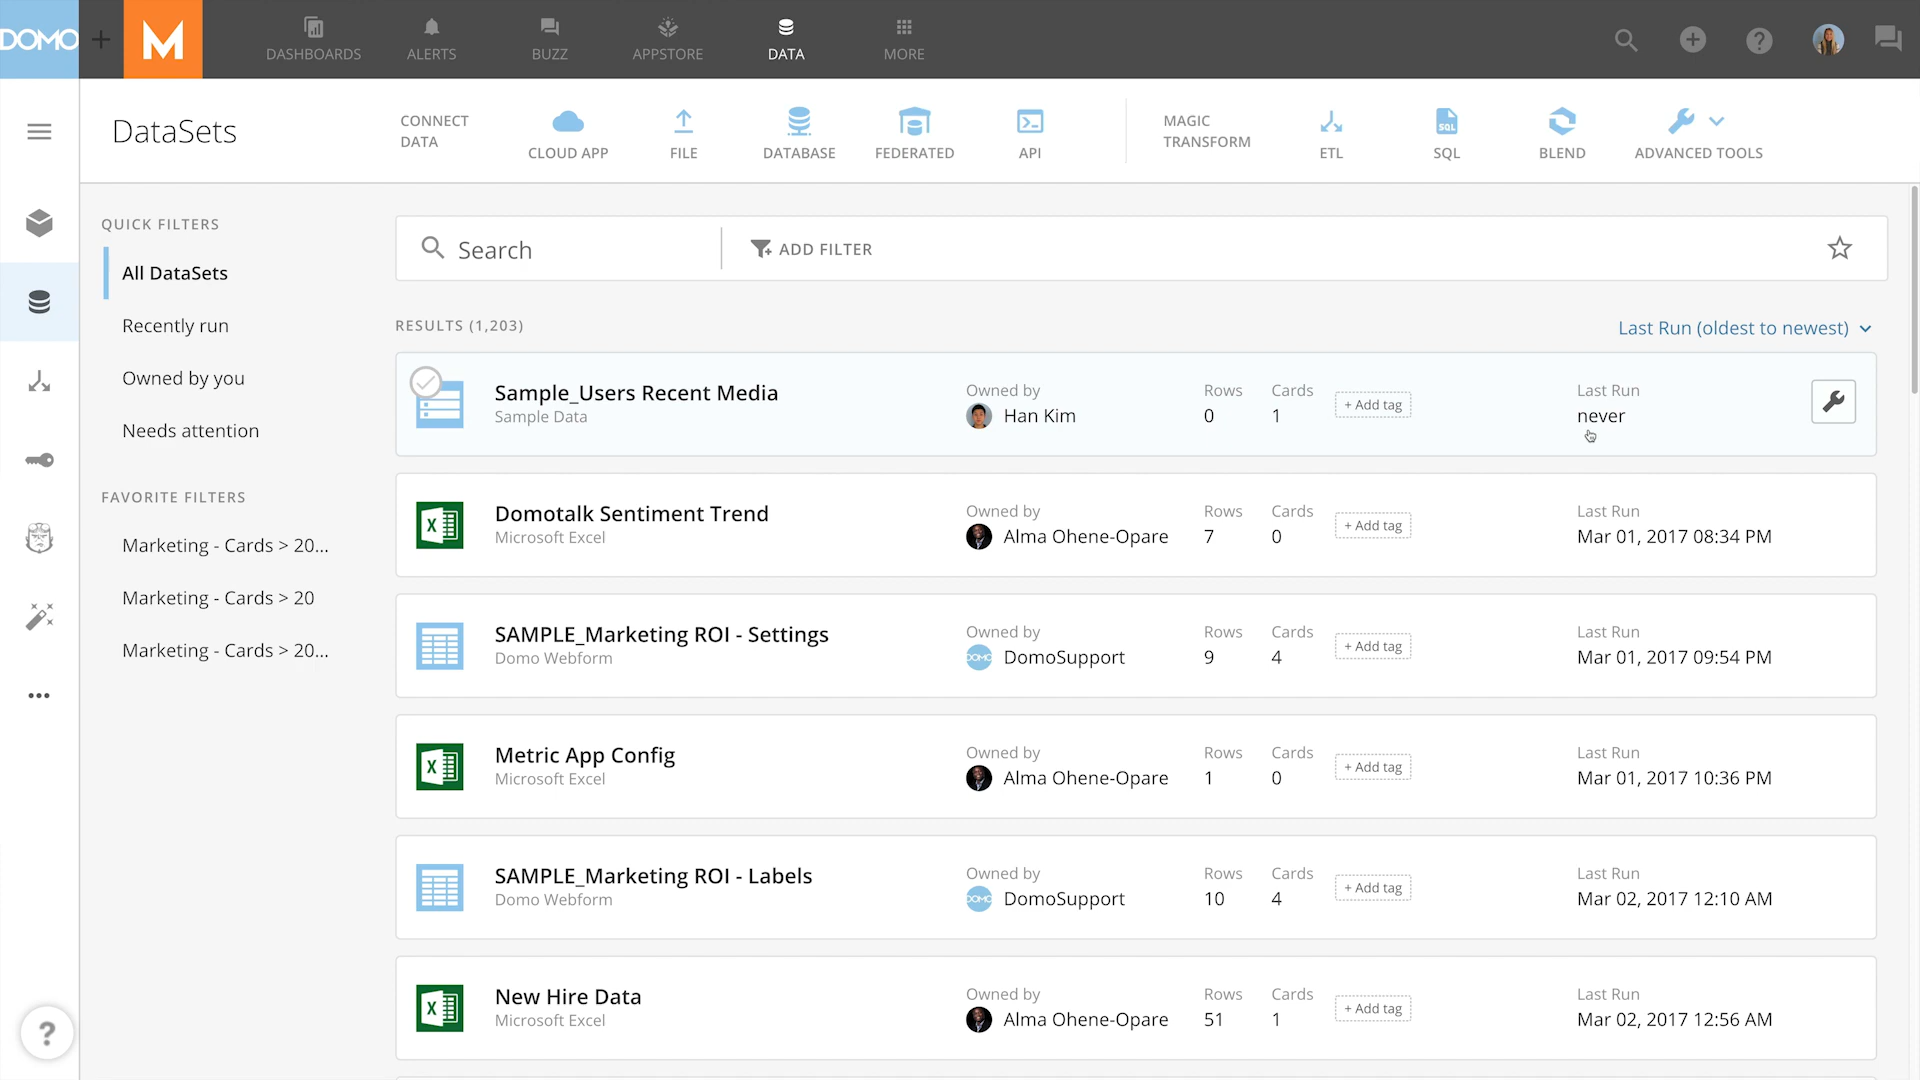 DOMO
M
DASHBOARDS
ALERTS
BUZZ
APPSTORE
DATA
MORE
DataSets
CONNECT
DATA
CLOUD APP
FILE
DATABASE
FEDERATED
API
MAGIC
TRANSFORM
ETL
SQL
SQL
BLEND
ADVANCED TOOLS
QUICK FILTERS
All DataSets
Recently run
Owned by you
Needs attention
FAVORITE FILTERS
Marketing - Cards > 20...
Marketing - Cards > 20
Marketing - Cards > 20...
Search
ADD FILTER
RESULTS (1,203)
Last Run (oldest to newest)
Sample_Users Recent Media
Sample Data
Owned by
Han Kim
Rows
0
Cards
1
+ Add tag
Last Run
never
Domotalk Sentiment Trend
Microsoft Excel
Owned by
Alma Ohene-Opare
Rows
7
Cards
0
+ Add tag
Last Run
Mar 01, 2017 08:34 PM
SAMPLE_Marketing ROI - Settings
Domo Webform
Owned by
DOMO
DomoSupport
Rows
9
Cards
4
+ Add tag
Last Run
Mar 01, 2017 09:54 PM
Metric App Config
Microsoft Excel
Owned by
Alma Ohene-Opare
Rows
1
Cards
0
+ Add tag
Last Run
Mar 01, 2017 10:36 PM
SAMPLE_Marketing ROI - Labels
Domo Webform
Owned by
DOMO
DomoSupport
Rows
10
Cards
4
+ Add tag
Last Run
Mar 02, 2017 12:10 AM
New Hire Data
Microsoft Excel
Owned by
Alma Ohene-Opare
Rows
51
Cards
1
+ Add tag
Last Run
Mar 02, 2017 12:56 AM